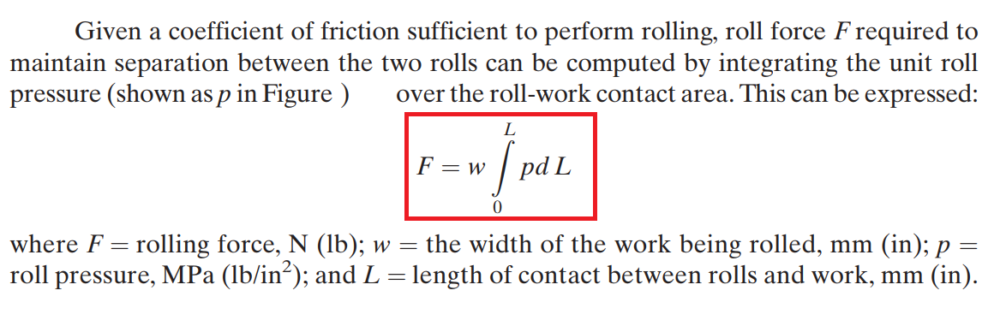 Given a coefficient of friction sufficient to perform rolling, roll force F required to
maintain separation between the two rolls can be computed by integrating the unit roll
pressure (shown as p in Figure ) over the roll-work contact area. This can be expressed:
L
F = w ∫ pd L
0
where F = rolling force, N (lb); w = the width of the work being rolled, mm (in); p =
roll pressure, MPa (lb/in²); and L = length of contact between rolls and work, mm (in).